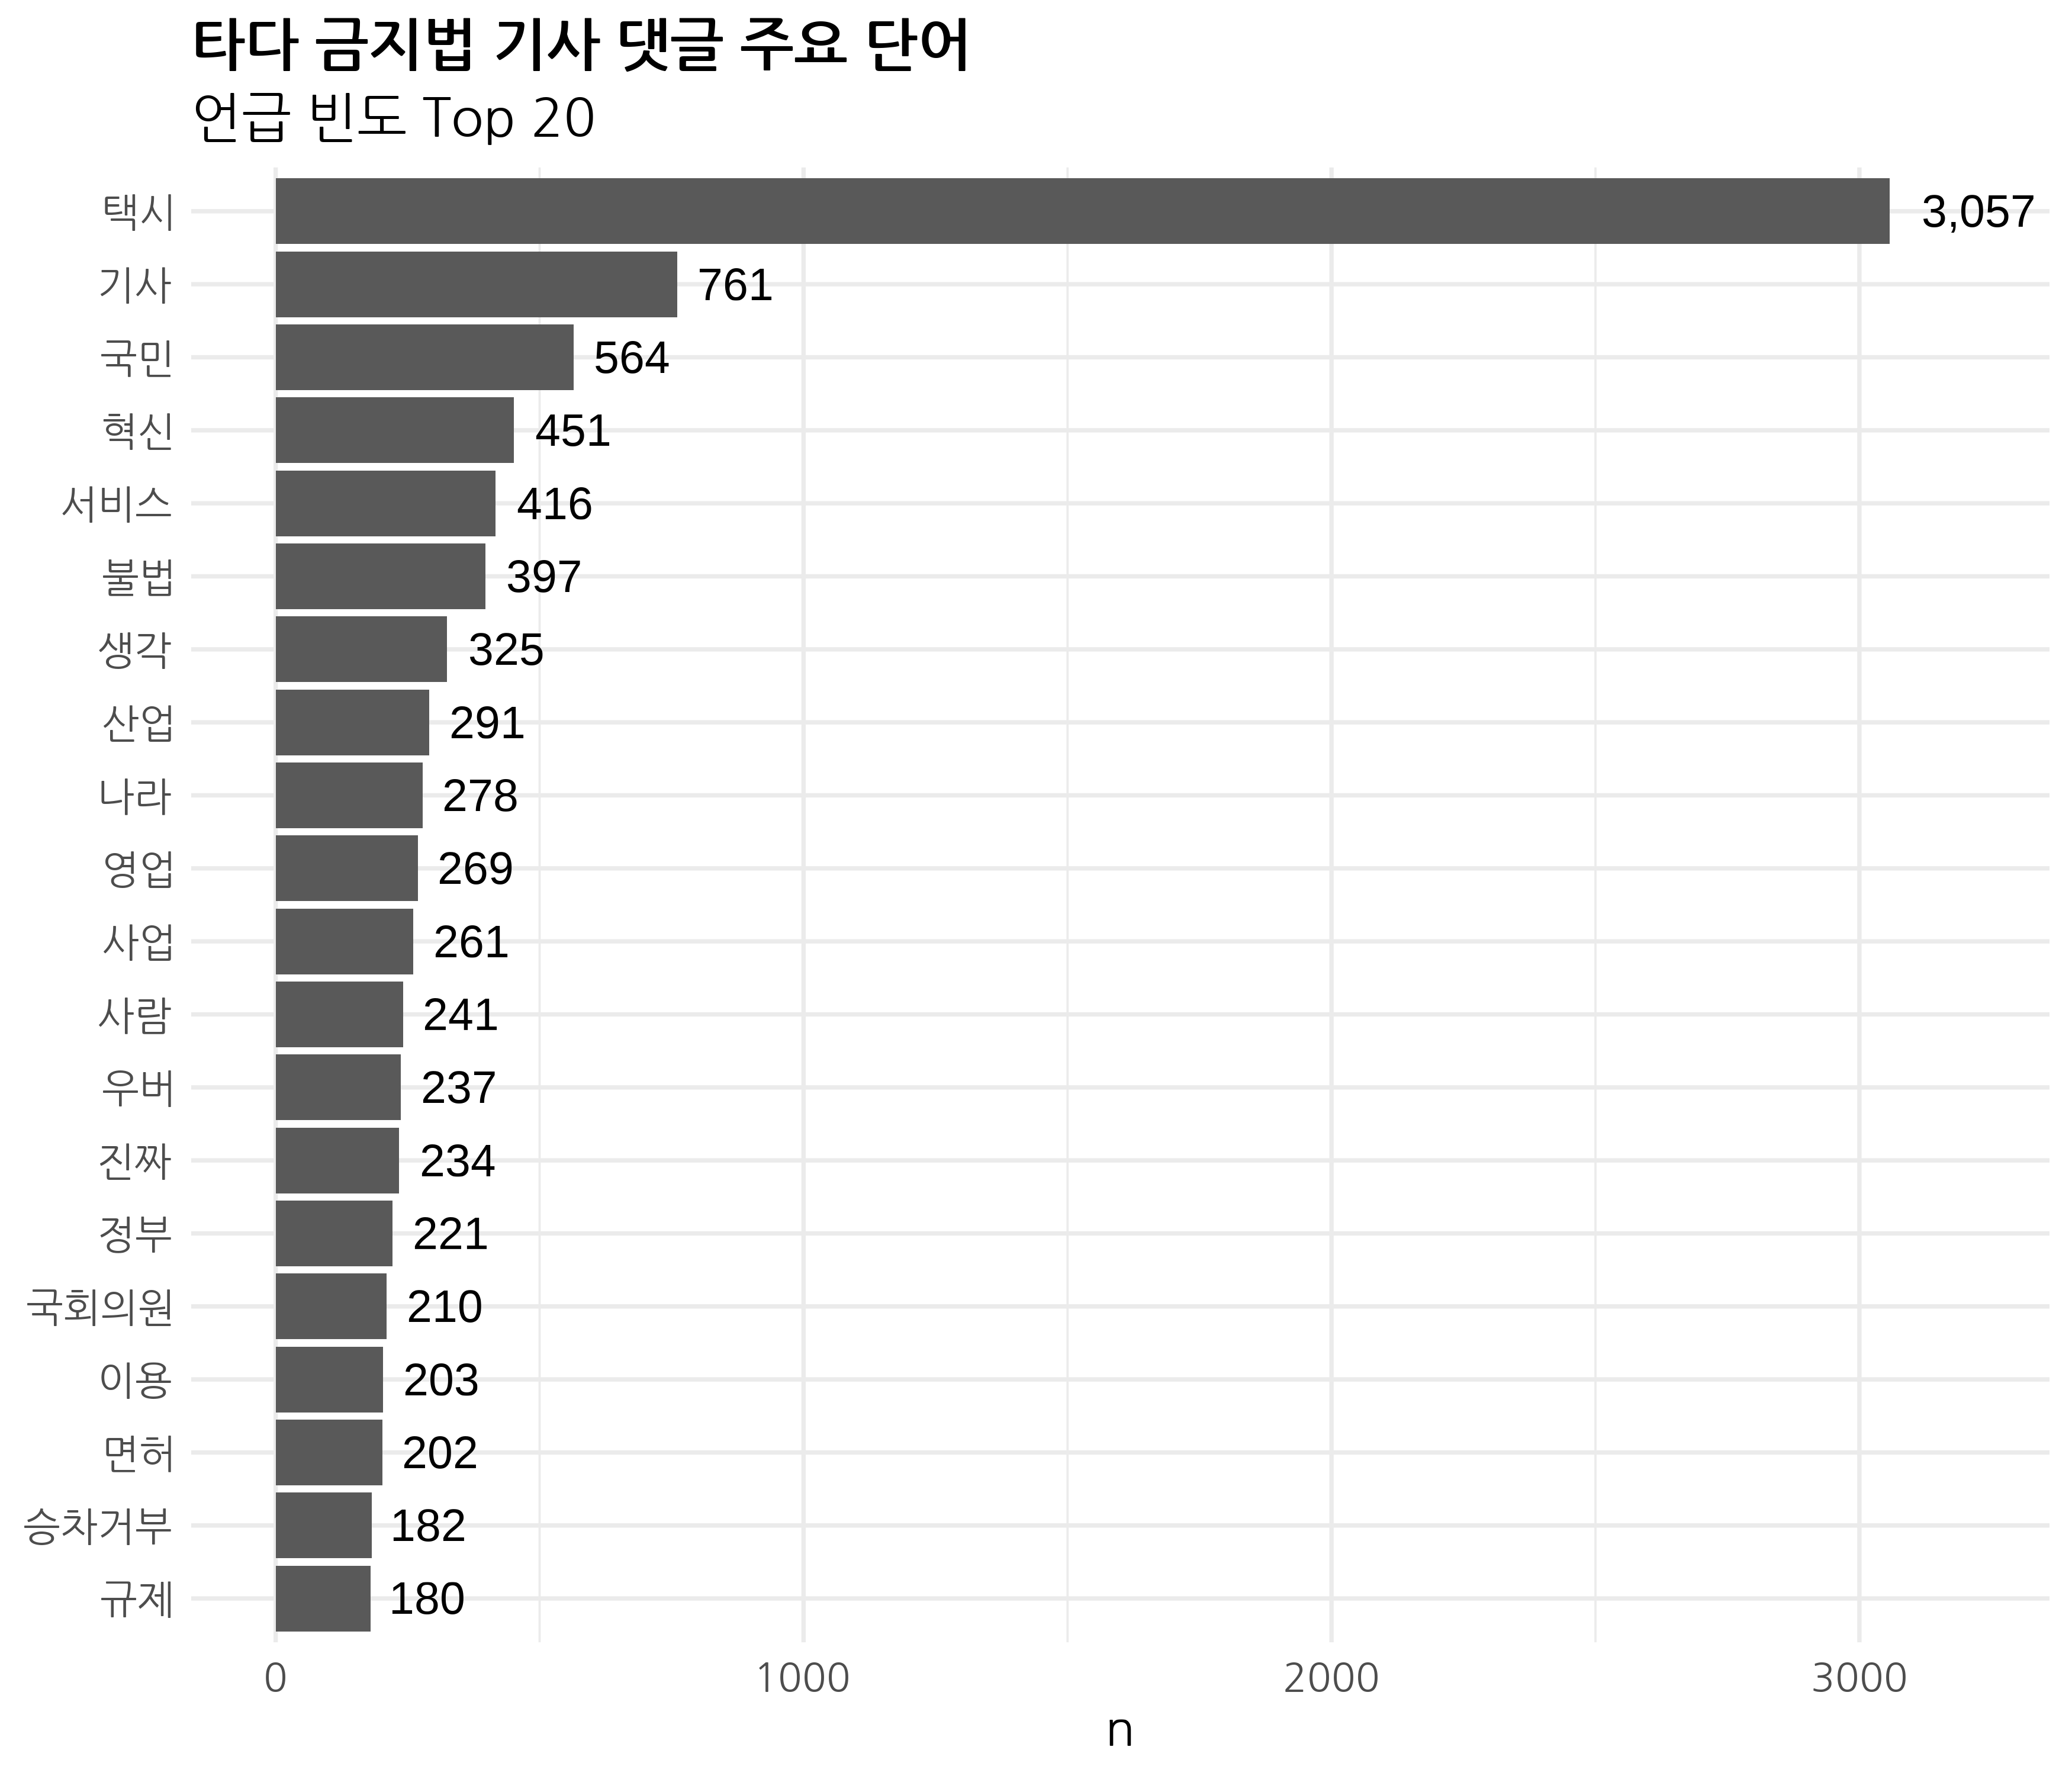 타다 금지법 기사 댓글 주요 단어
언급 빈도 Top 20
택시 3,057
기사 761
국민 564
혁신 451
서비스 416
불법 397
생각 325
산업 291
나라 278
영업 269
사업 261
사람 241
우버 237
진짜 234
정부 221
국회의원 210
이용 203
면허 202
승차거부 182
규제 180
0 1000 2000 3000
n